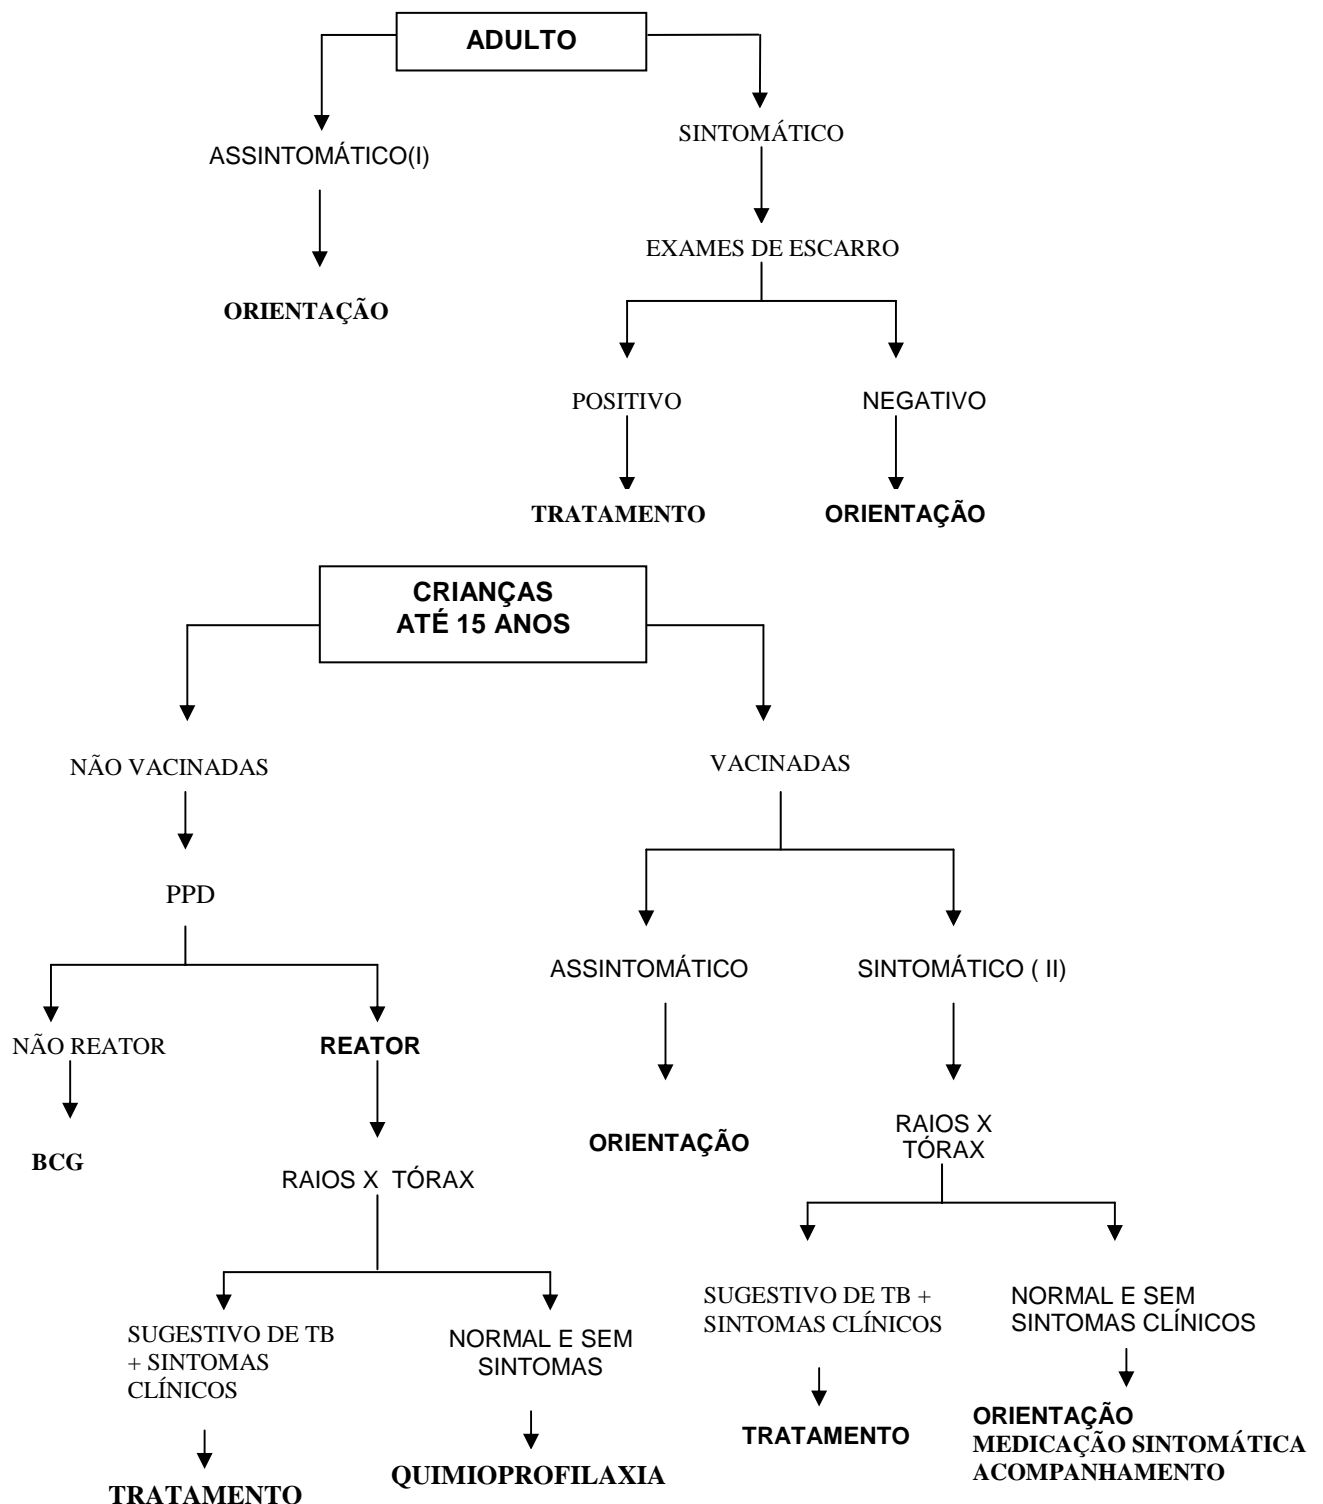 ADULTO
ASSINTOMÁTICO(I)
SINTOMÁTICO
EXAMES DE ESCARRO
ORIENTAÇÃO
POSITIVO
NEGATIVO
TRATAMENTO
ORIENTAÇÃO
CRIANÇAS
ATÉ 15 ANOS
NÃO VACINADAS
VACINADAS
PPD
ASSINTOMÁTICO
SINTOMÁTICO ( II)
NÃO REATOR
REATOR
BCG
RAIOS X  TÓRAX
ORIENTAÇÃO
RAIOS X
TÓRAX
SUGESTIVO DE TB
+ SINTOMAS
CLÍNICOS
NORMAL E SEM
SINTOMAS
SUGESTIVO DE TB +
SINTOMAS CLÍNICOS
NORMAL E SEM
SINTOMAS CLÍNICOS
TRATAMENTO
QUIMIOPROFILAXIA
TRATAMENTO
ORIENTAÇÃO
MEDICAÇÃO SINTOMÁTICA
ACOMPANHAMENTO